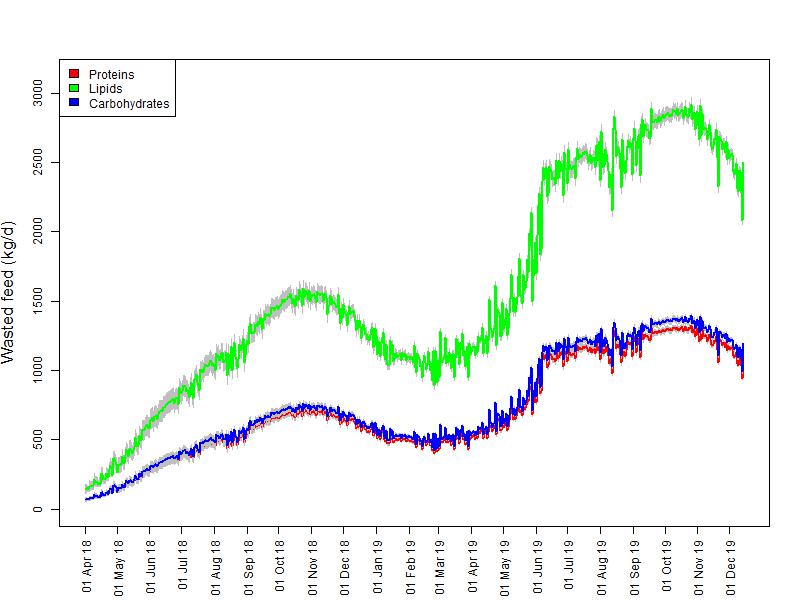 Proteins
Lipids
Carbohydrates
Wasted feed (kg/d)
3000
2500
2000
1500
1000
500
0
01 Apr 18
01 May 18
01 Jun 18
01 Jul 18
01 Aug 18
01 Sep 18
01 Oct 18
01 Nov 18
01 Dec 18
01 Jan 19
01 Feb 19
01 Mar 19
01 Apr 19
01 May 19
01 Jun 19
01 Jul 19
01 Aug 19
01 Sep 19
01 Oct 19
01 Nov 19
01 Dec 19